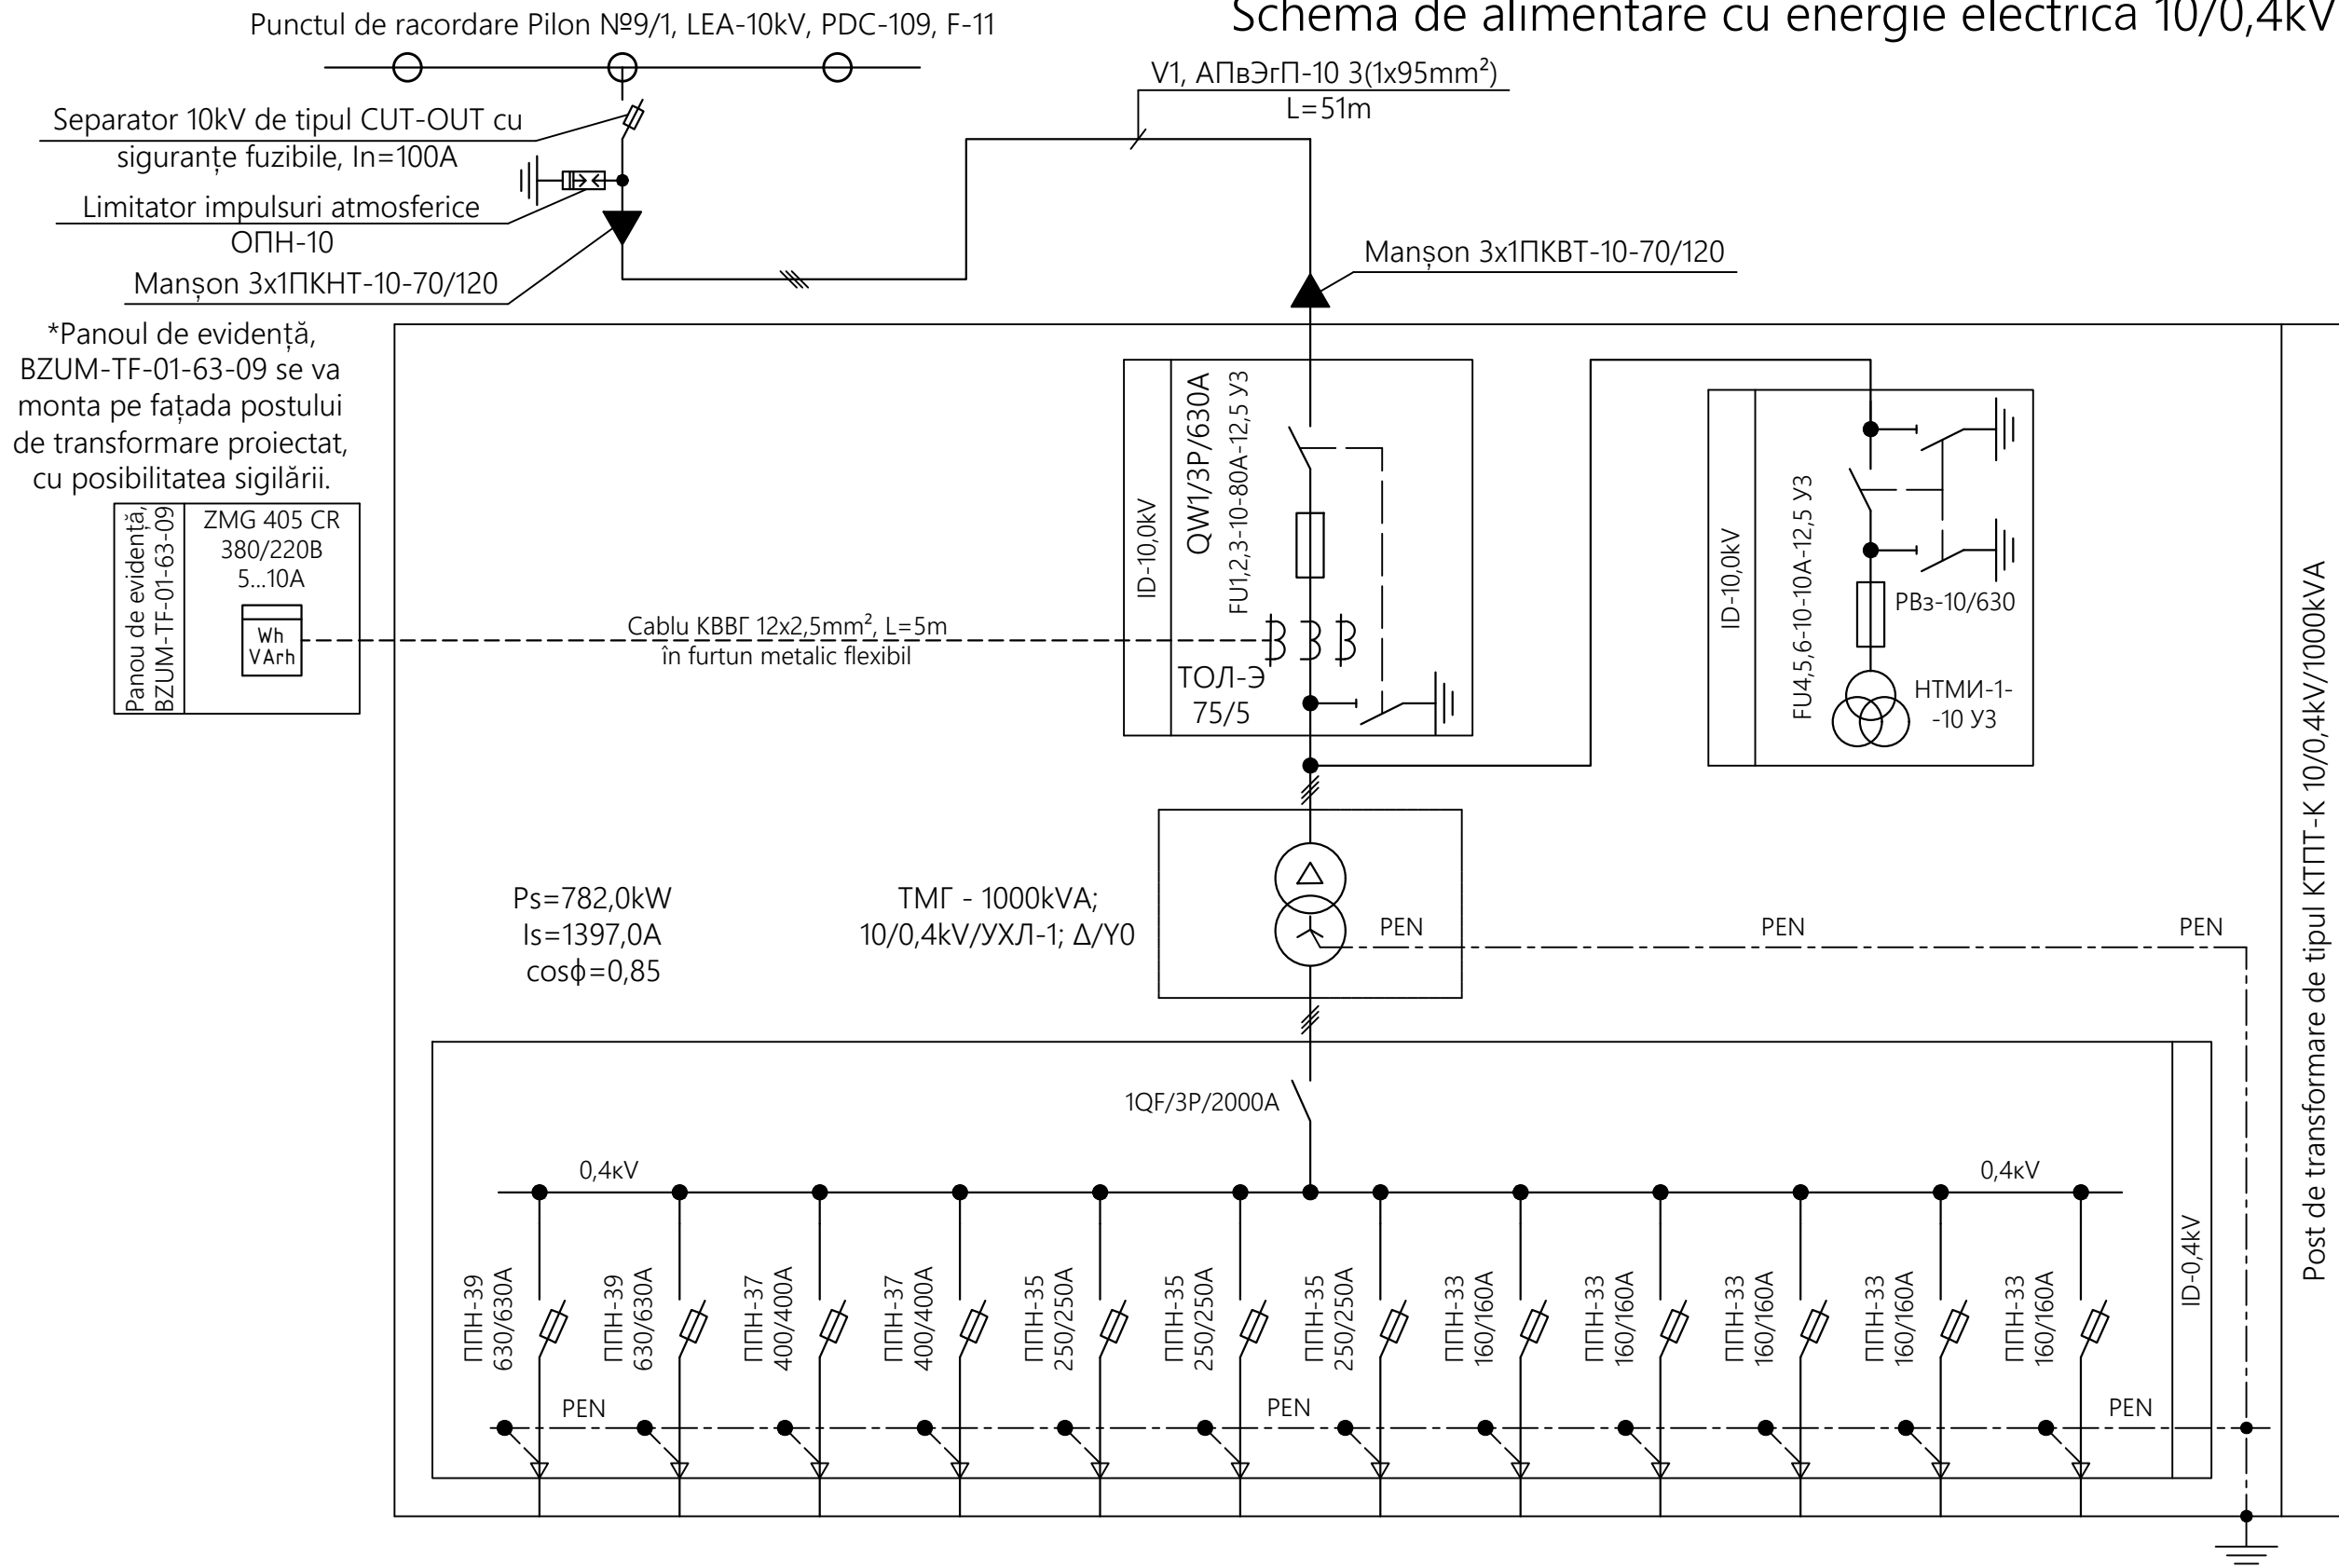 Schema de alimentare cu energie electrica 10/0,4kV
Punctul de racordare Pilon №9/1, LEA-10kV, PDC-109, F-11
V1, АПвЭгП-10 3(1x95mm²)
L=51m
Separator 10kV de tipul CUT-OUT cu
siguranțe fuzibile, In=100A
Limitator impulsuri atmosferice
ОПН-10
Manșon 3x1ПКНТ-10-70/120
Manșon 3x1ПКВТ-10-70/120
*Panoul de evidență,
BZUM-TF-01-63-09 se va
monta pe fațada postului
de transformare proiectat,
cu posibilitatea sigilării.
Panou de evidență,
BZUM-TF-01-63-09
ZMG 405 CR
380/220В
5...10A
Wh
VArh
Cablu КВВГ 12x2,5mm², L=5m
în furtun metalic flexibil
ID-10,0kV
QW1/3P/630A
FU1,2,3-10-80A-12,5 У3
ТОЛ-Э
75/5
ID-10,0kV
FU4,5,6-10-10A-12,5 У3
РВз-10/630
НТМИ-1-
-10 У3
Post de transformare de tipul КТПТ-К 10/0,4kV/1000kVA
Ps=782,0kW
Is=1397,0A
cosϕ=0,85
ТМГ - 1000kVA;
10/0,4kV/УХЛ-1; Δ/Y0
PEN
PEN
PEN
1QF/3P/2000A
0,4кV
0,4кV
ID-0,4kV
ППН-39
630/630A
ППН-39
630/630A
ППН-37
400/400A
ППН-37
400/400A
ППН-35
250/250A
ППН-35
250/250A
ППН-35
250/250A
ППН-33
160/160A
ППН-33
160/160A
ППН-33
160/160A
ППН-33
160/160A
ППН-33
160/160A
PEN
PEN
PEN